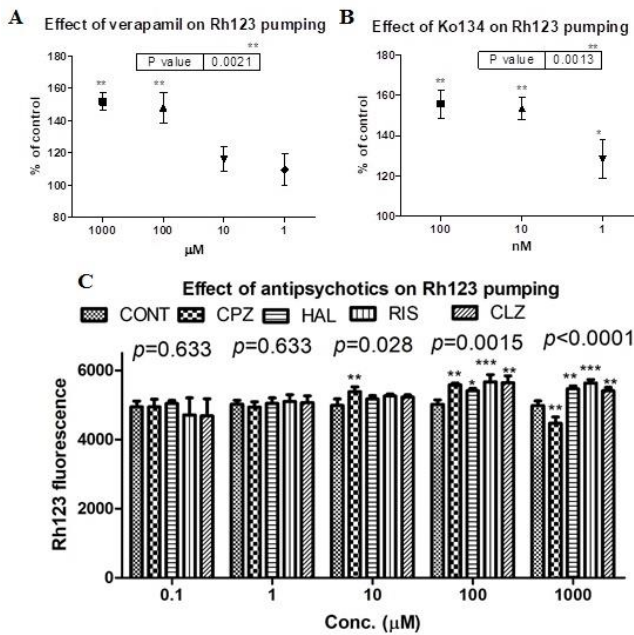 A
Effect of verapamil on Rh123 pumping
**
P value 0.0021
% of control
180
160
140
120
100
80
** **
1000 100 10 1
µM
B
Effect of Ko134 on Rh123 pumping
**
P value 0.0013
% of control
180
160
140
120
100
** ** *
100 10 1
nM
C
Effect of antipsychotics on Rh123 pumping
CONT CPZ HAL RIS CLZ
p=0.633 p=0.633 p=0.028 p=0.0015 p<0.0001
Rh123 fluorescence
6000
4000
2000
0
** ** * *** ** ** ** *** **
0.1 1 10 100 1000
Conc. (µM)